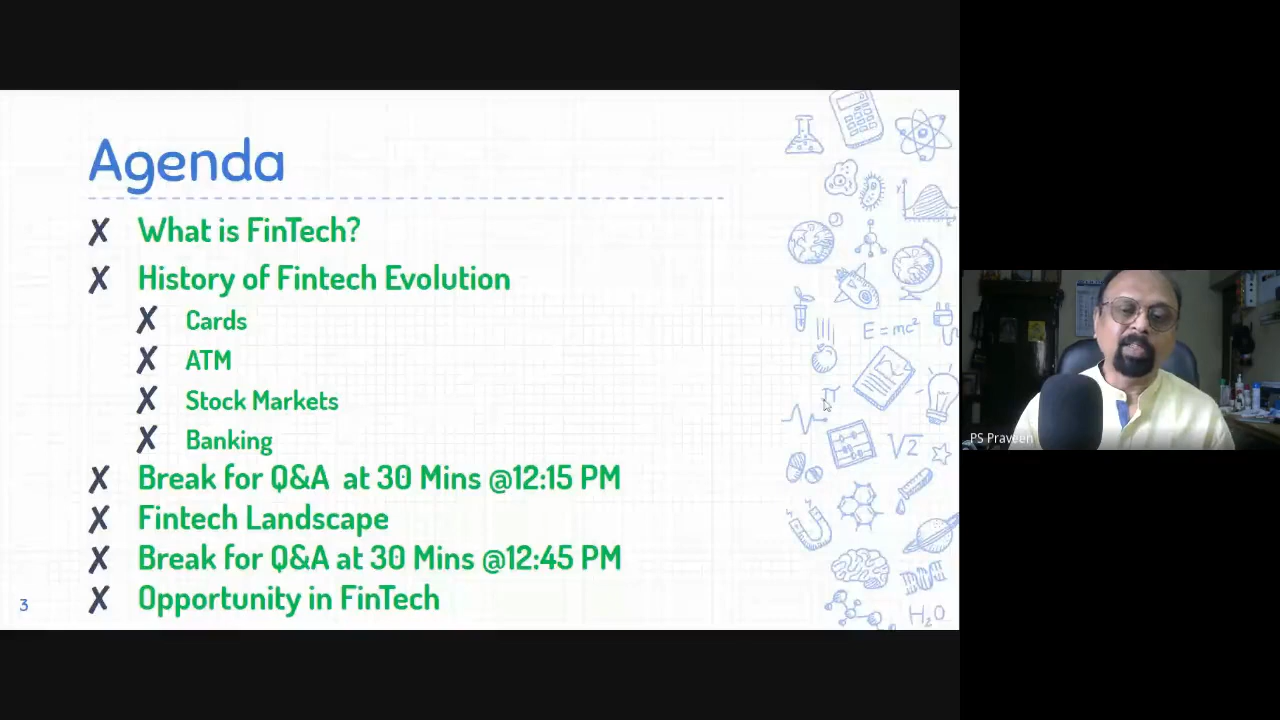 Agenda
✗ What is FinTech?
✗ History of Fintech Evolution
✗ Cards
✗ ATM
✗ Stock Markets
✗ Banking
✗ Break for Q&A at 30 Mins @12:15 PM
✗ Fintech Landscape
✗ Break for Q&A at 30 Mins @12:45 PM
✗ Opportunity in FinTech
3
E = mc²
√2
H₂O
PS Praveen